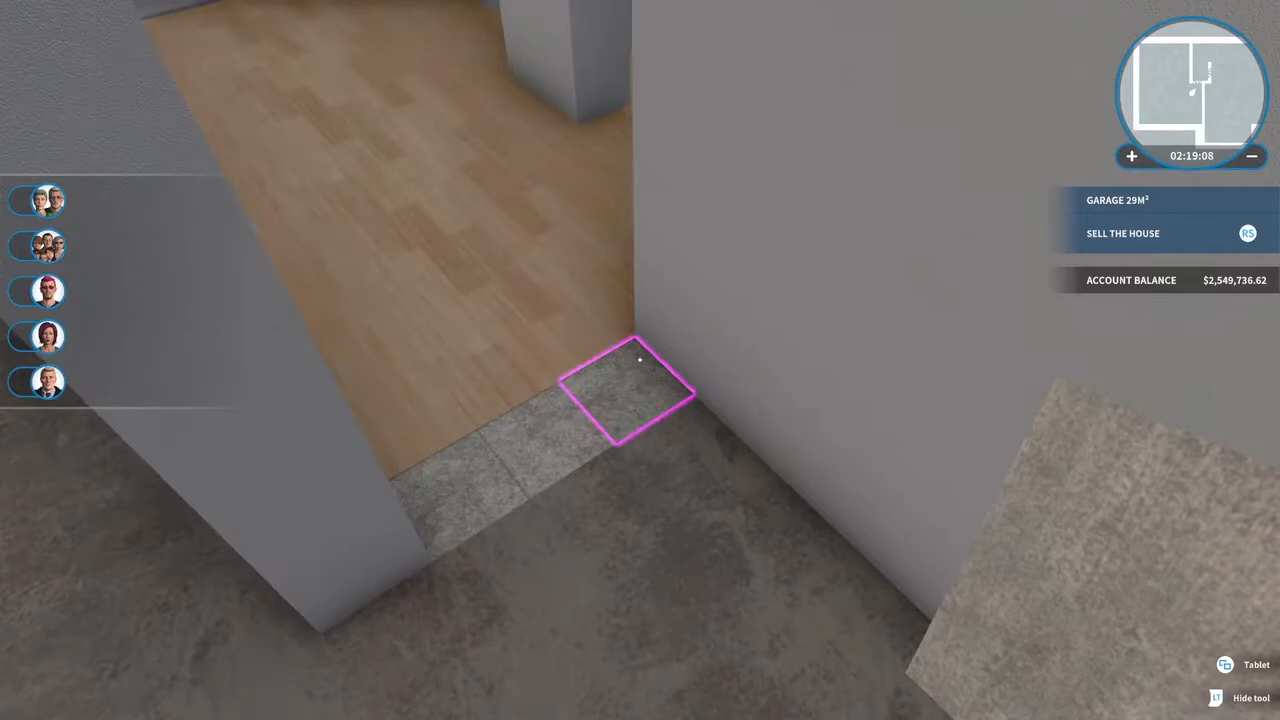 02:19:08
GARAGE 29M²
SELL THE HOUSE RS
ACCOUNT BALANCE $2,549,736.62
Tablet
LT Hide tool